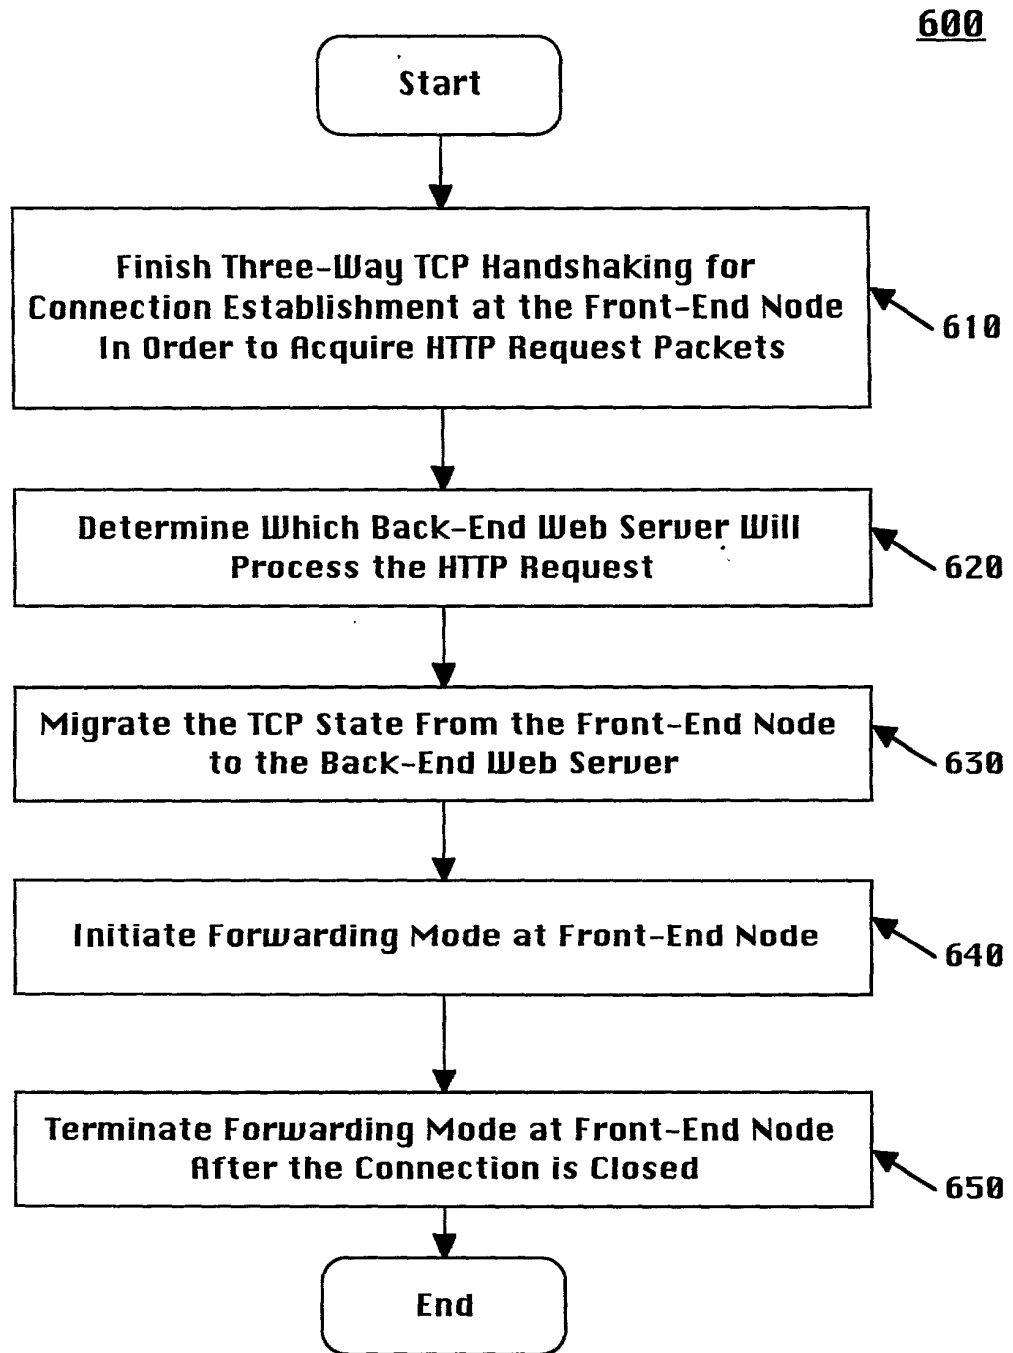 600
Start
Finish Three-Way TCP Handshaking for
Connection Establishment at the Front-End Node
In Order to Acquire HTTP Request Packets
610
Determine Which Back-End Web Server Will
Process the HTTP Request
620
Migrate the TCP State From the Front-End Node
to the Back-End Web Server
630
Initiate Forwarding Mode at Front-End Node
640
Terminate Forwarding Mode at Front-End Node
After the Connection is Closed
650
End